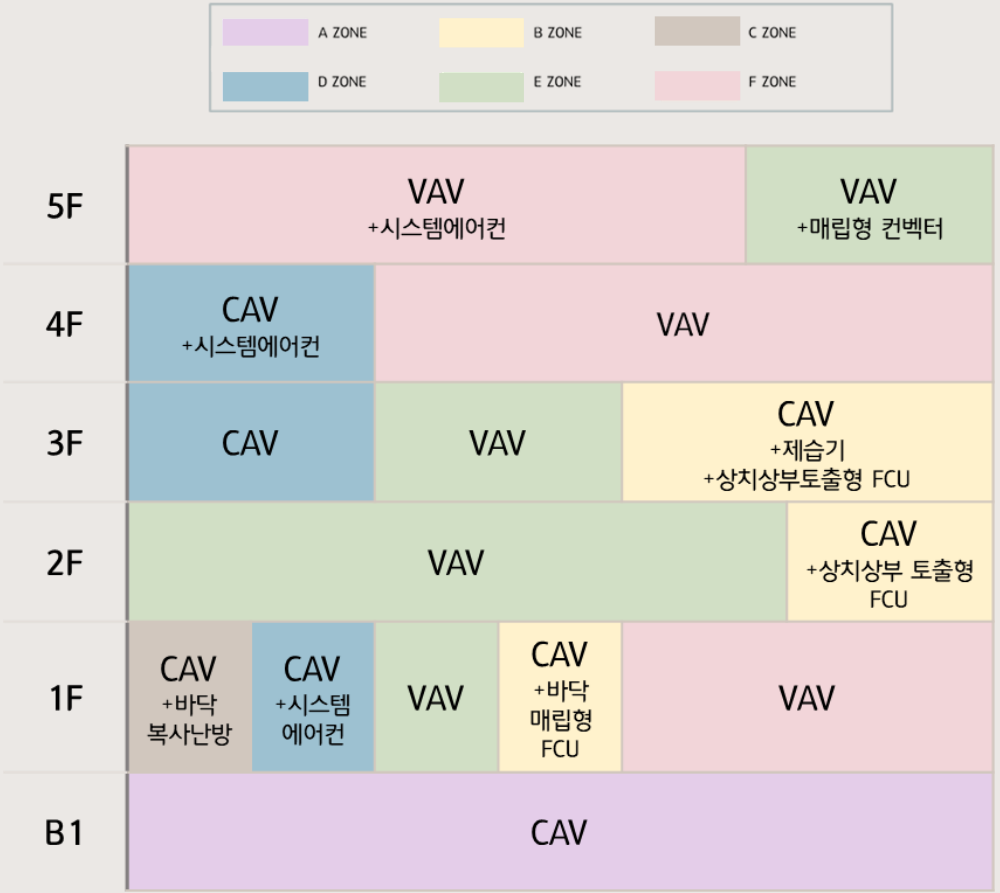 A ZONE
B ZONE
C ZONE
D ZONE
E ZONE
F ZONE
5F
VAV
+시스템에어컨
VAV
+매립형 컨벡터
4F
CAV
+시스템에어컨
VAV
3F
CAV
VAV
CAV
+제습기
+상치상부토출형 FCU
2F
VAV
CAV
+상치상부 토출형
FCU
1F
CAV
+바닥
복사난방
CAV
+시스템
에어컨
VAV
CAV
+바닥
매립형
FCU
VAV
B1
CAV